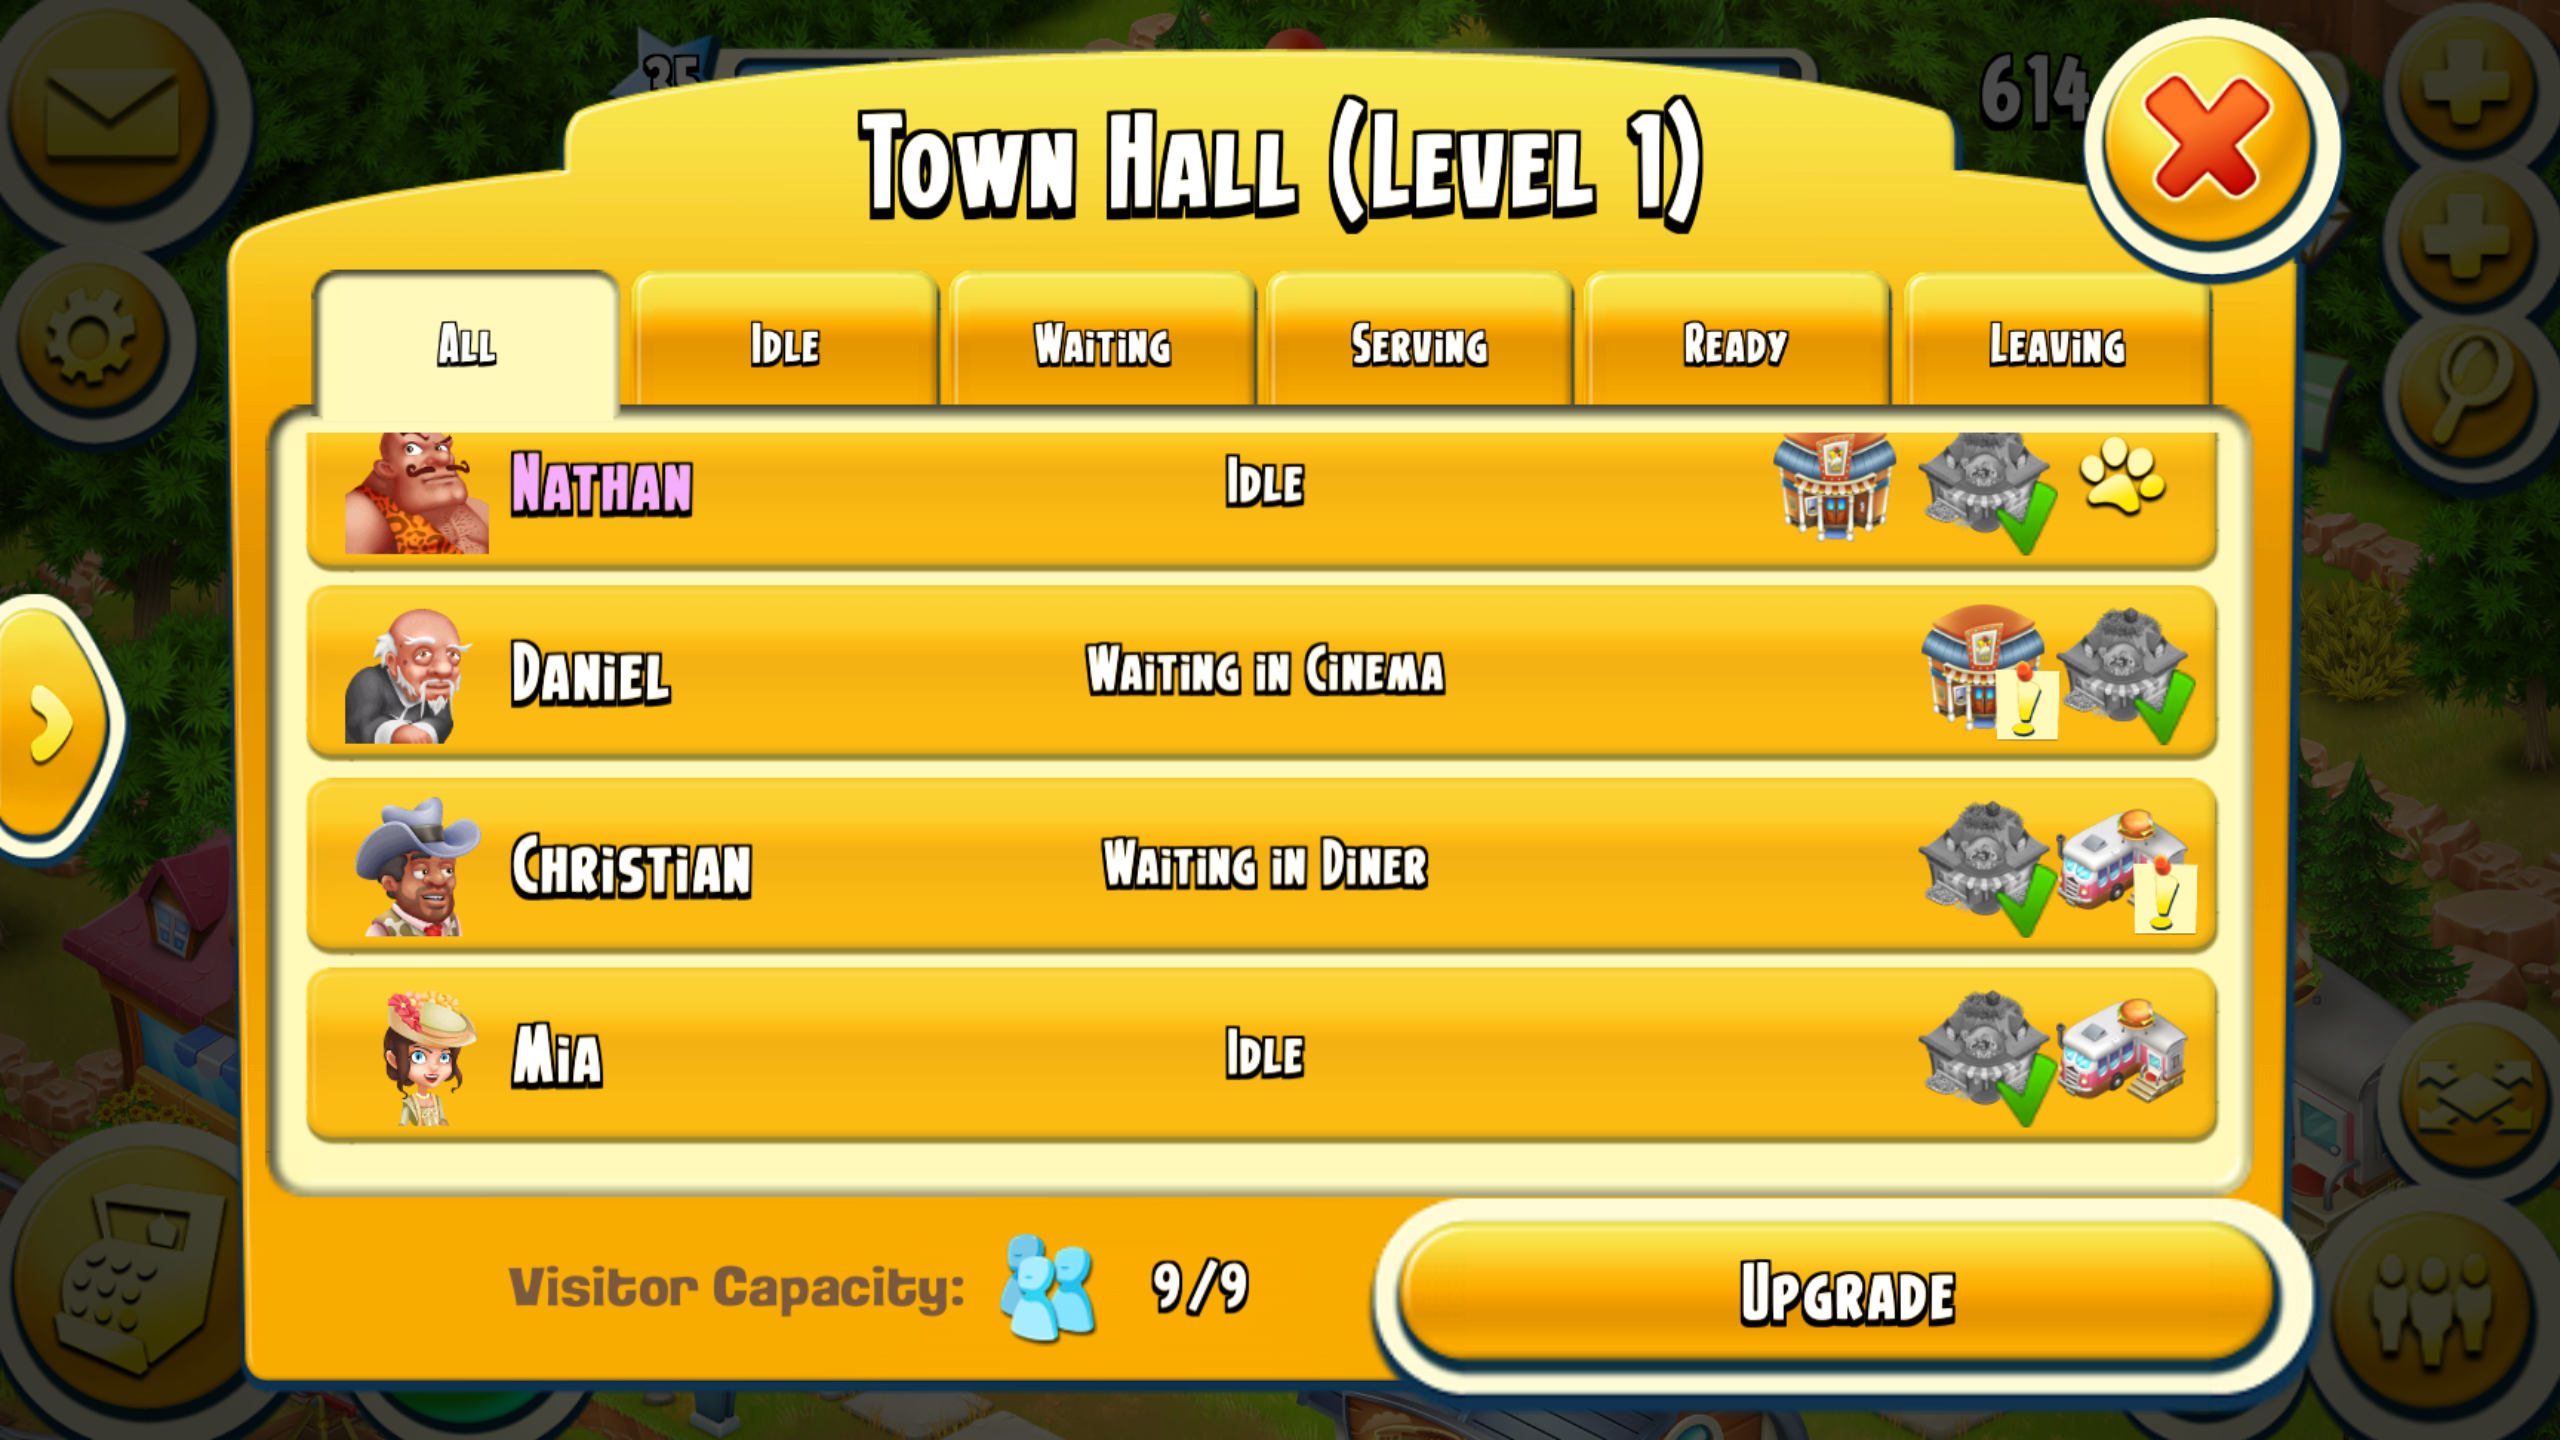 35
614
Town Hall (Level 1)
All
Idle
Waiting
Serving
Ready
Leaving
Nathan
Idle
Daniel
Waiting in Cinema
Christian
Waiting in Diner
Mia
Idle
Visitor Capacity:
9/9
Upgrade